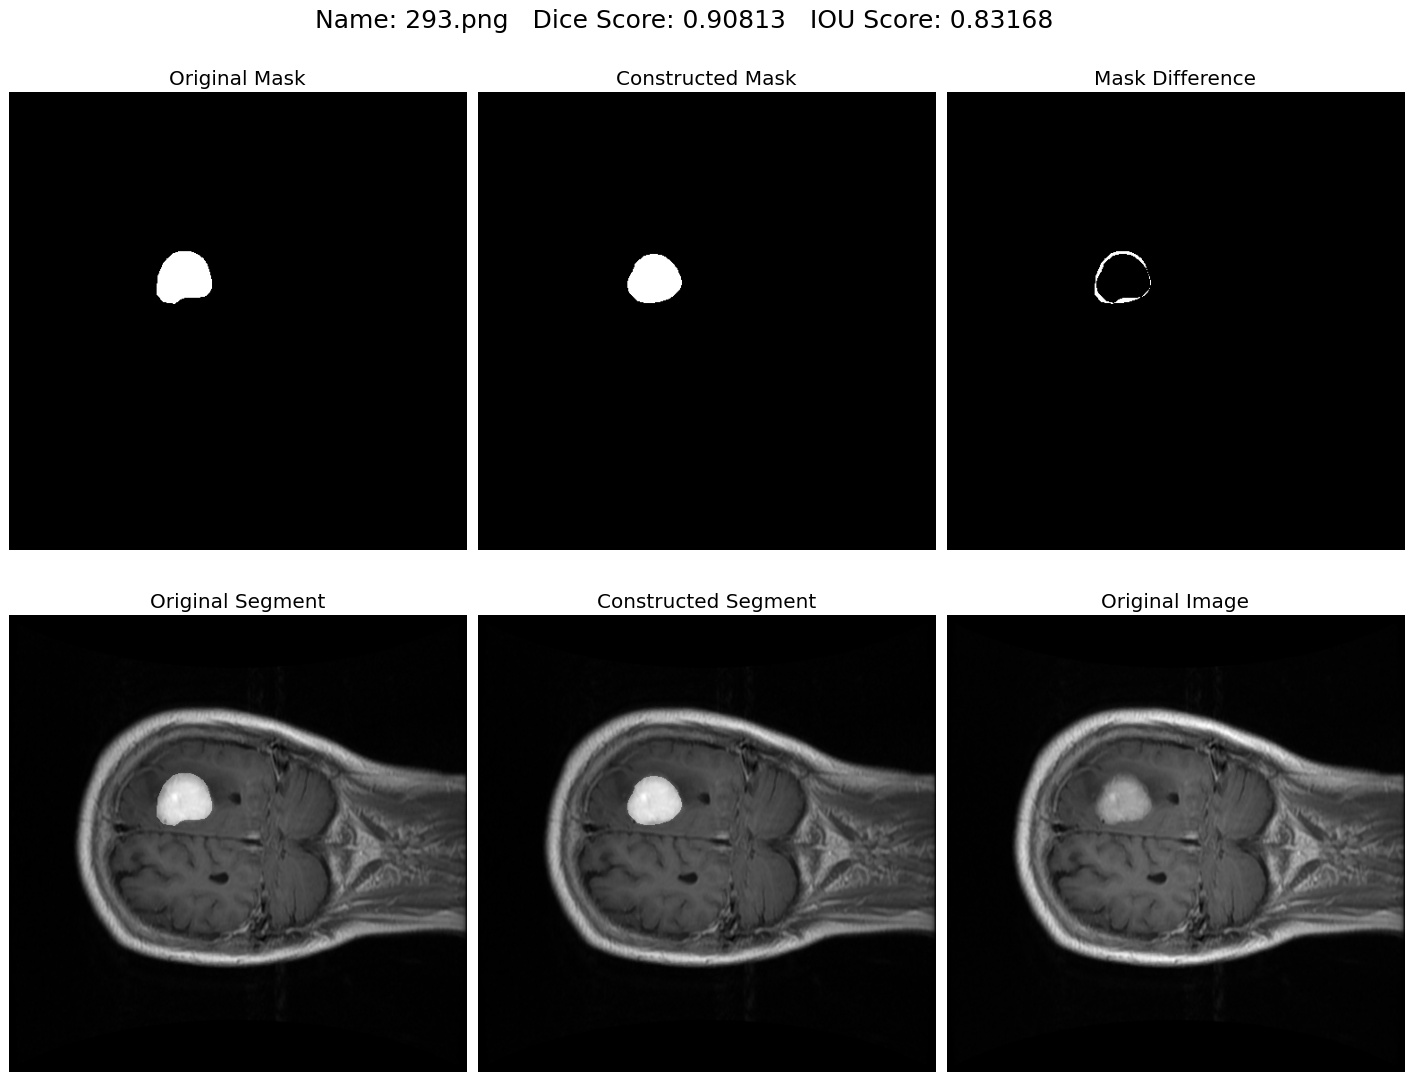 Name: 293.png   Dice Score: 0.90813   IOU Score: 0.83168
Original Mask
Constructed Mask
Mask Difference
Original Segment
Constructed Segment
Original Image